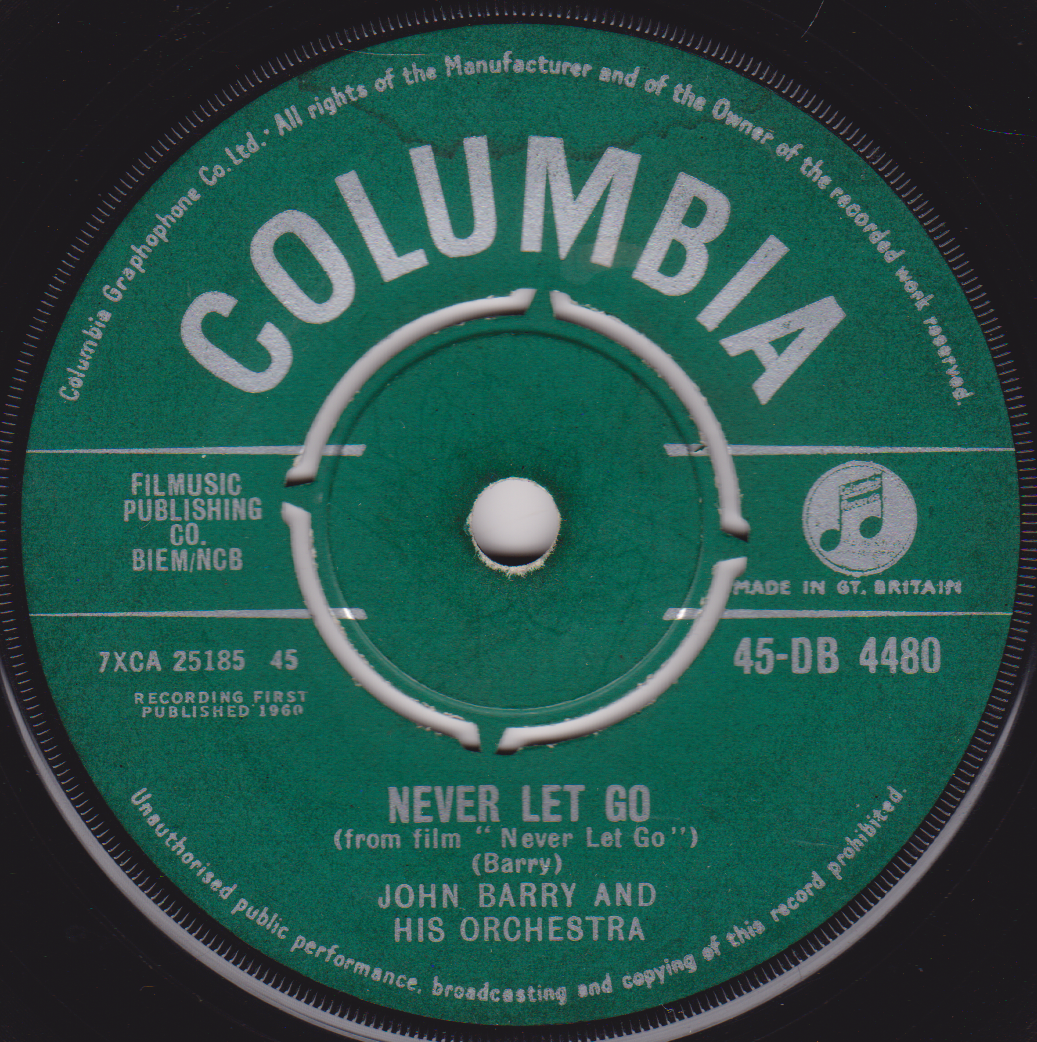 Columbia Graphophone Co. Ltd. · All rights of the Manufacturer and of the Owner of the recorded work reserved.
COLUMBIA
FILMUSIC
PUBLISHING
CO.
BIEM/NCB
MADE IN GT. BRITAIN
7XCA 25185 45
45-DB 4480
RECORDING FIRST
PUBLISHED 1960
NEVER LET GO
(from film "Never Let Go")
(Barry)
JOHN BARRY AND
HIS ORCHESTRA
Unauthorised public performance, broadcasting and copying of this record prohibited.